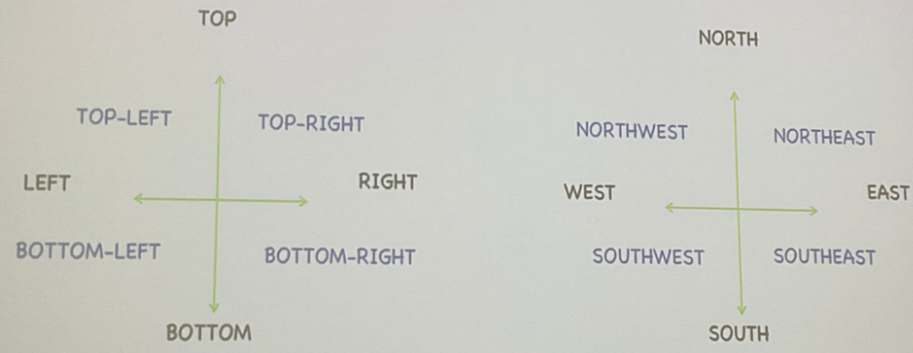 TOP
TOP-LEFT
TOP-RIGHT
LEFT
RIGHT
BOTTOM-LEFT
BOTTOM-RIGHT
BOTTOM
NORTH
NORTHWEST
NORTHEAST
WEST
EAST
SOUTHWEST
SOUTHEAST
SOUTH